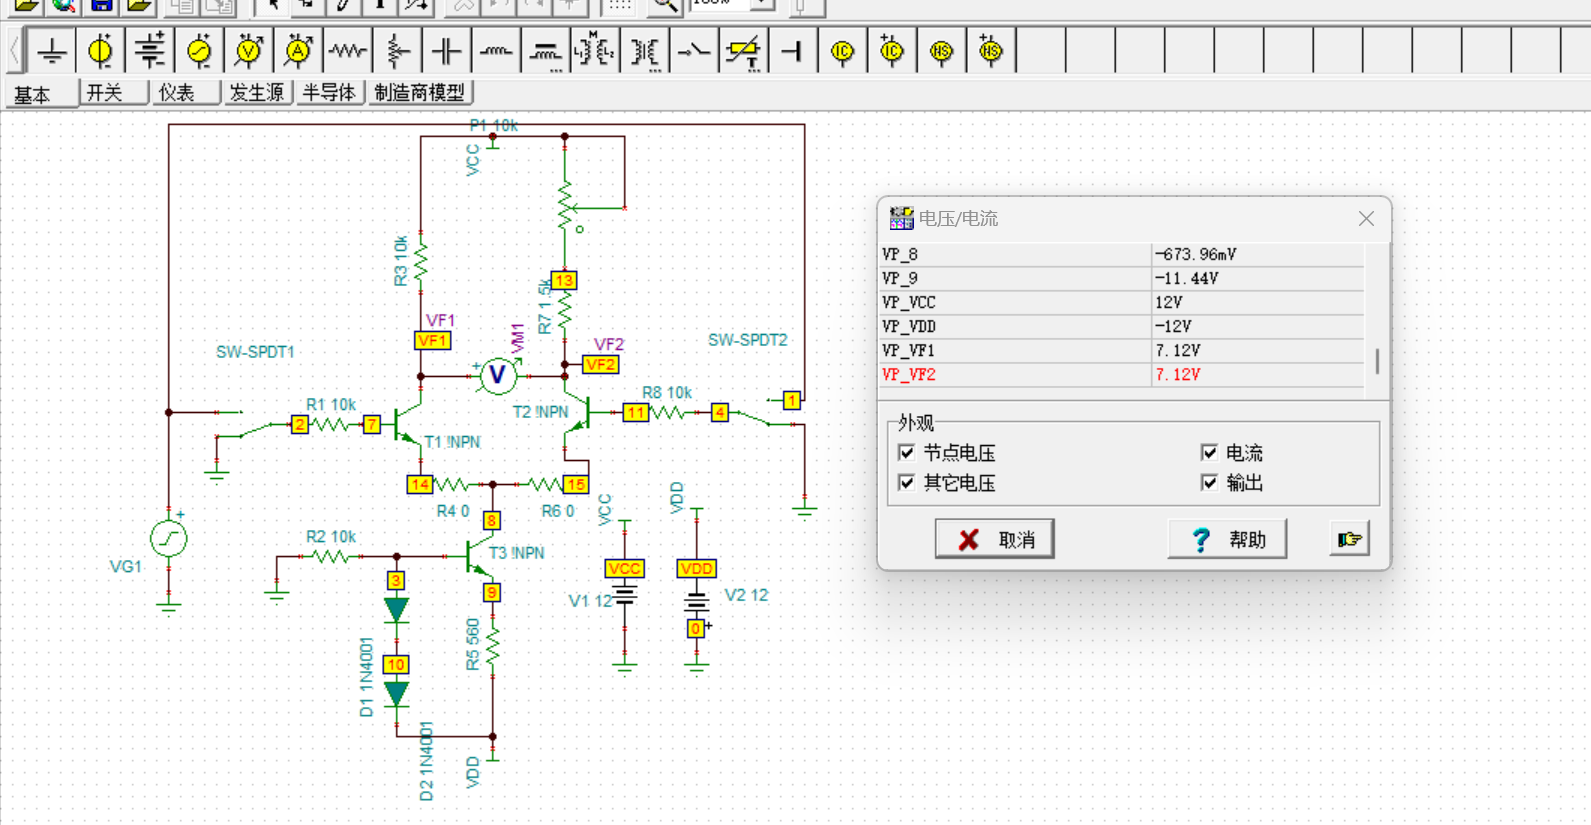 基本 开关 仪表 发生源 半导体 制造商模型
P1 10k
VCC
R3 10k
13
R7 1.5k
VF1
VF1
VM1
VF2
VF2
V
+
SW-SPDT1
SW-SPDT2
R1 10k
2
7
T1 !NPN
T2 !NPN
R8 10k
11
4
1
14
15
R4 0
R6 0
8
VCC
VDD
+
VG1
R2 10k
T3 !NPN
3
9
VCC
VDD
V1 12
V2 12
0
+
R5 560
10
D1 1N4001
D2 1N4001
VDD
电压/电流
VP_8 -673.96mV
VP_9 -11.44V
VP_VCC 12V
VP_VDD -12V
VP_VF1 7.12V
VP_VF2 7.12V
外观
节点电压 电流
其它电压 输出
取消 ? 帮助